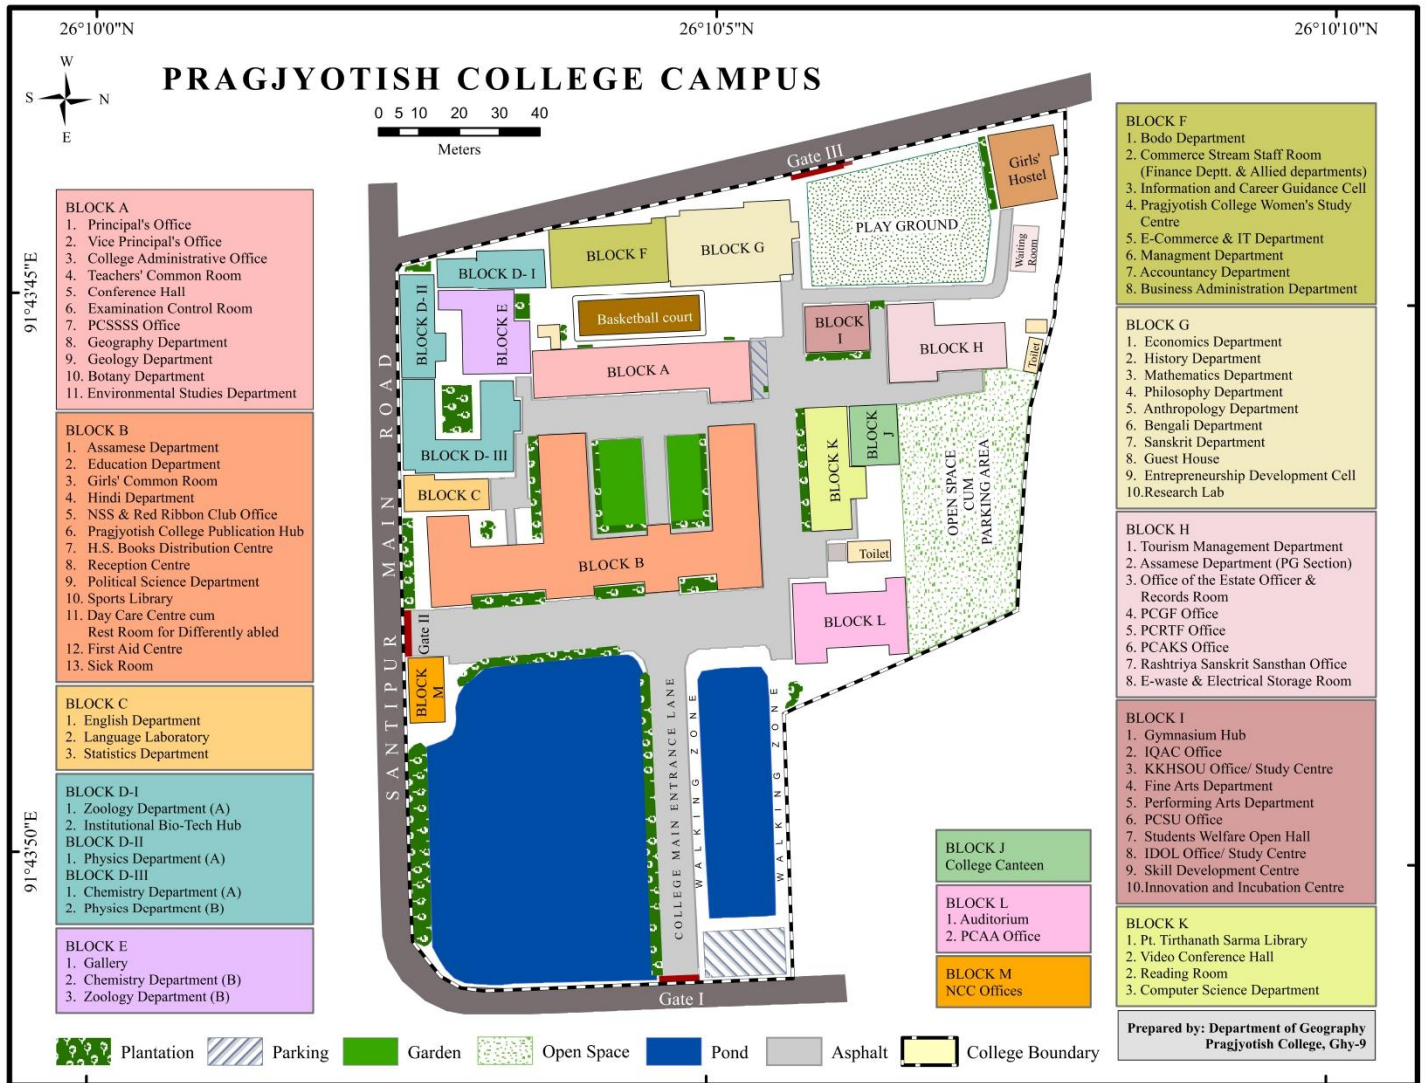 26°10'0"N
26°10'5"N
26°10'10"N
W
S
N
E
PRAGJYOTISH COLLEGE CAMPUS
0 5 10 20 30 40
Meters
91°43'45"E
91°43'50"E
BLOCK A
1. Principal's Office
2. Vice Principal's Office
3. College Administrative Office
4. Teachers' Common Room
5. Conference Hall
6. Examination Control Room
7. PCSSSS Office
8. Geography Department
9. Geology Department
10. Botany Department
11. Environmental Studies Department
BLOCK B
1. Assamese Department
2. Education Department
3. Girls' Common Room
4. Hindi Department
5. NSS & Red Ribbon Club Office
6. Pragjyotish College Publication Hub
7. H.S. Books Distribution Centre
8. Reception Centre
9. Political Science Department
10. Sports Library
11. Day Care Centre cum
Rest Room for Differently abled
12. First Aid Centre
13. Sick Room
BLOCK C
1. English Department
2. Language Laboratory
3. Statistics Department
BLOCK D-I
1. Zoology Department (A)
2. Institutional Bio-Tech Hub
BLOCK D-II
1. Physics Department (A)
BLOCK D-III
1. Chemistry Department (A)
2. Physics Department (B)
BLOCK E
1. Gallery
2. Chemistry Department (B)
3. Zoology Department (B)
Gate III
Girls'
Hostel
PLAY GROUND
Waiting
Room
BLOCK F
BLOCK G
BLOCK D- I
BLOCK D- II
BLOCK E
Basketball court
BLOCK
I
BLOCK H
Toilet
BLOCK A
BLOCK D- III
BLOCK K
BLOCK
J
OPEN SPACE
CUM
PARKING AREA
BLOCK C
BLOCK B
Toilet
BLOCK L
Gate II
BLOCK
M
SANTIPUR MAIN ROAD
COLLEGE MAIN ENTRANCE LANE
WALKING ZONE
WALKING ZONE
Gate I
BLOCK F
1. Bodo Department
2. Commerce Stream Staff Room
(Finance Deptt. & Allied departments)
3. Information and Career Guidance Cell
4. Pragjyotish College Women's Study
Centre
5. E-Commerce & IT Department
6. Managment Department
7. Accountancy Department
8. Business Administration Department
BLOCK G
1. Economics Department
2. History Department
3. Mathematics Department
4. Philosophy Department
5. Anthropology Department
6. Bengali Department
7. Sanskrit Department
8. Guest House
9. Entrepreneurship Development Cell
10.Research Lab
BLOCK H
1. Tourism Management Department
2. Assamese Department (PG Section)
3. Office of the Estate Officer &
Records Room
4. PCGF Office
5. PCRTF Office
6. PCAKS Office
7. Rashtriya Sanskrit Sansthan Office
8. E-waste & Electrical Storage Room
BLOCK I
1. Gymnasium Hub
2. IQAC Office
3. KKHSOU Office/ Study Centre
4. Fine Arts Department
5. Performing Arts Department
6. PCSU Office
7. Students Welfare Open Hall
8. IDOL Office/ Study Centre
9. Skill Development Centre
10.Innovation and Incubation Centre
BLOCK J
College Canteen
BLOCK L
1. Auditorium
2. PCAA Office
BLOCK M
NCC Offices
BLOCK K
1. Pt. Tirthanath Sarma Library
2. Video Conference Hall
2. Reading Room
3. Computer Science Department
Prepared by: Department of Geography
Pragjyotish College, Ghy-9
Plantation
Parking
Garden
Open Space
Pond
Asphalt
College Boundary